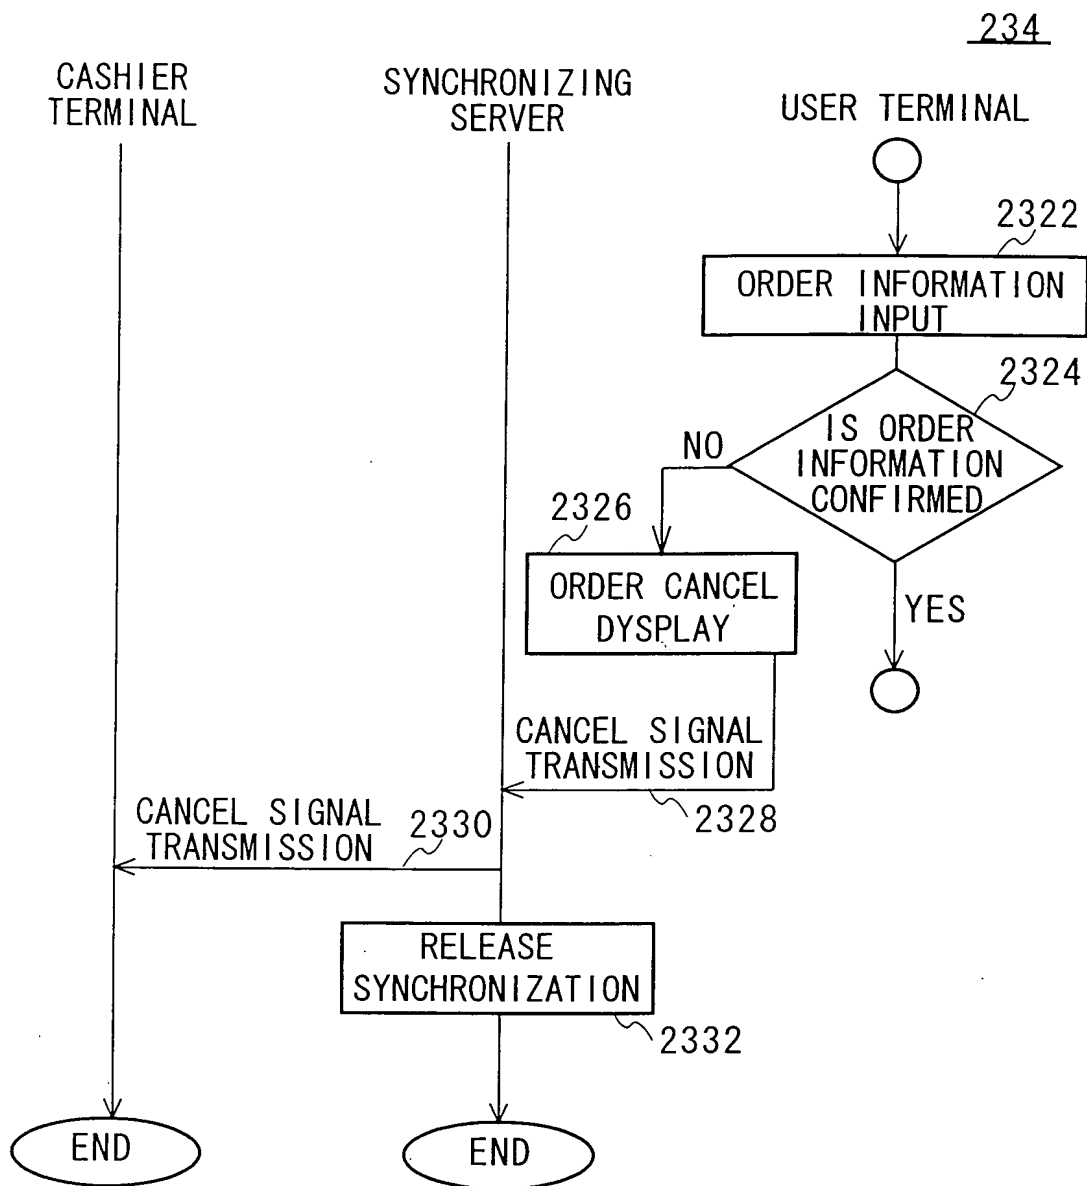 234
CASHIER
TERMINAL
SYNCHRONIZING
SERVER
USER TERMINAL
2322
ORDER INFORMATION
INPUT
2324
IS ORDER
INFORMATION
CONFIRMED
NO
2326
ORDER CANCEL
DYSPLAY
YES
CANCEL SIGNAL
TRANSMISSION
2328
CANCEL SIGNAL
TRANSMISSION
2330
RELEASE
SYNCHRONIZATION
2332
END
END